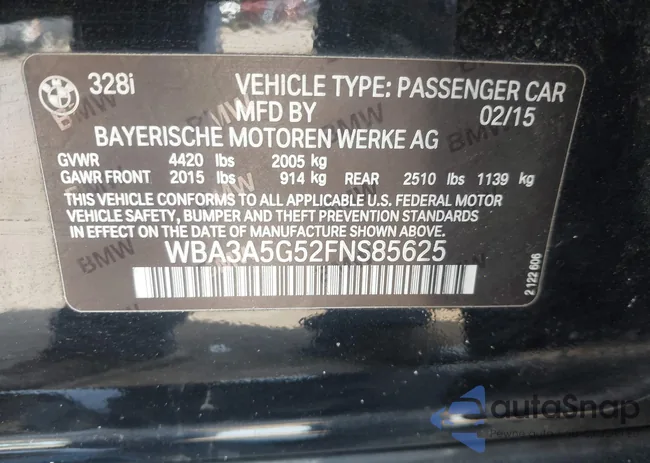 328i VEHICLE TYPE: PASSENGER CAR
MFD BY 02/15
BAYERISCHE MOTOREN WERKE AG
GVWR 4420 lbs 2005 kg
GAWR FRONT 2015 lbs 914 kg REAR 2510 lbs 1139 kg
THIS VEHICLE CONFORMS TO ALL APPLICABLE U.S. FEDERAL MOTOR
VEHICLE SAFETY, BUMPER AND THEFT PREVENTION STANDARDS
IN EFFECT ON THE DATE OF MANUFACTURE SHOWN ABOVE.
WBA3A5G52FNS85625
2 122 606
autoSnap